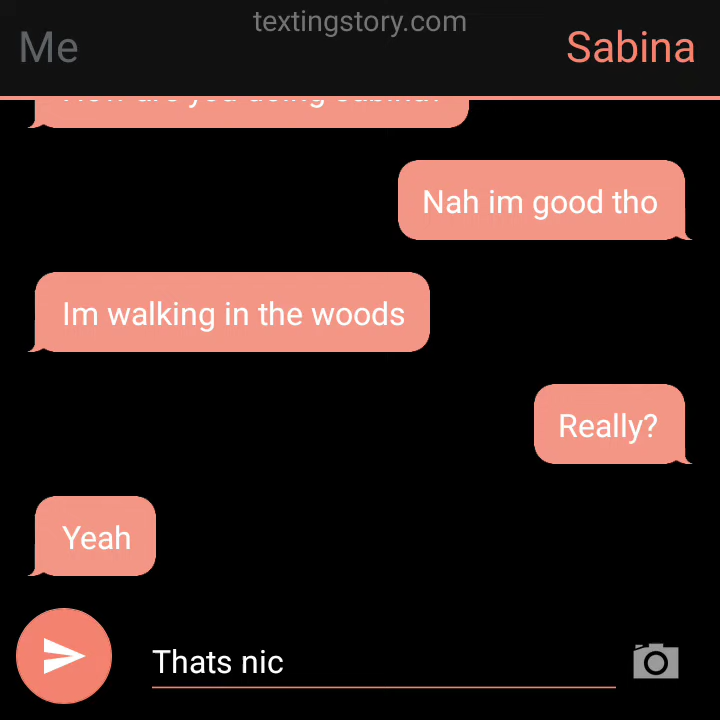 textingstory.com
Me
Sabina
Nah im good tho
Im walking in the woods
Really?
Yeah
Thats nic